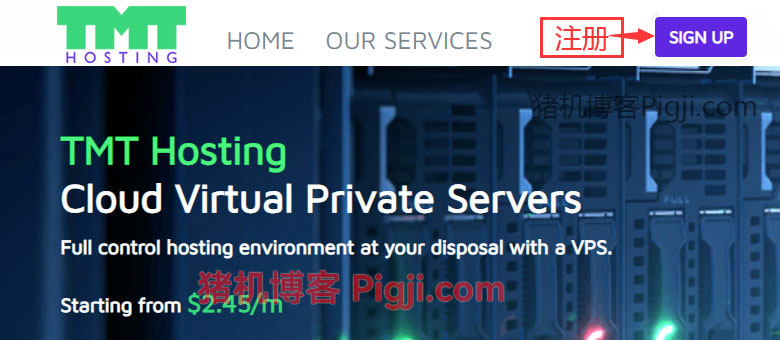 TMT
HOSTING
HOME OUR SERVICES 注册 SIGN UP
猪机博客Pigji.com
TMT Hosting
Cloud Virtual Private Servers
PULL
Full control hosting environment at your disposal with a VPS.
猪机博客 Pigji.com
Starting from $2.45/m